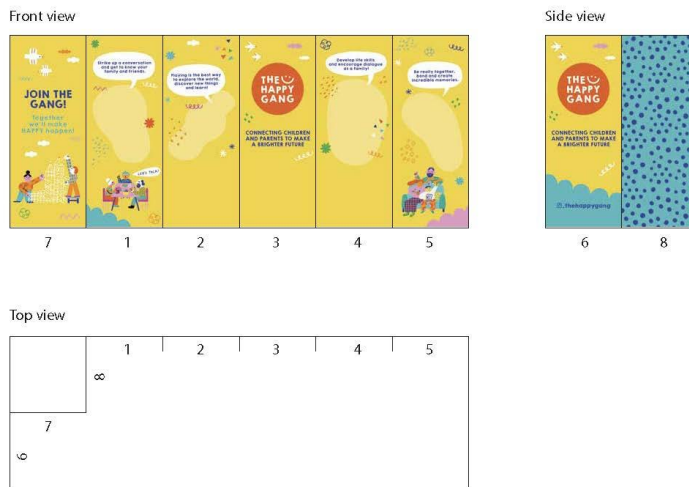 Front view
Side view
JOIN THE
GANG!
Together
we'll make
HAPPY happen!
Strike up a conversation
and get to know your
family and friends.
LET'S TALK!
Playing is the best way
to explore the world,
discover new things
and learn!
THE
HAPPY
GANG
CONNECTING CHILDREN
AND PARENTS TO MAKE
A BRIGHTER FUTURE
Develop life skills
and encourage dialogue
as a family!
Be really together,
bond and create
incredible memories.
THE
HAPPY
GANG
CONNECTING CHILDREN
AND PARENTS TO MAKE
A BRIGHTER FUTURE
.thehappygang
7 1 2 3 4 5
6 8
Top view
1 2 3 4 5
8
7
6